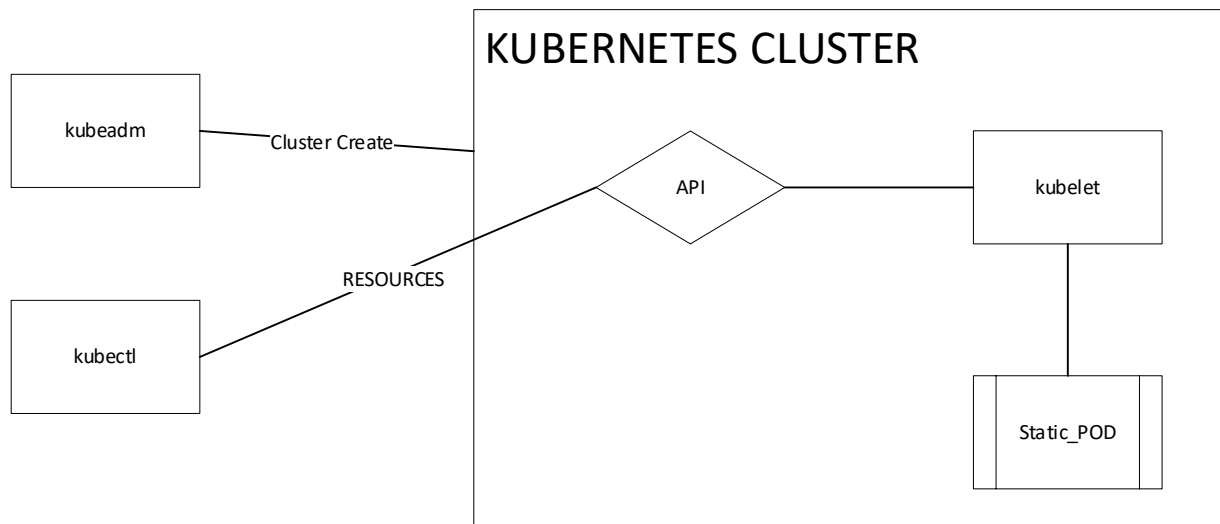 KUBERNETES CLUSTER
kubeadm
Cluster Create
API
kubelet
RESOURCES
kubectl
Static_POD